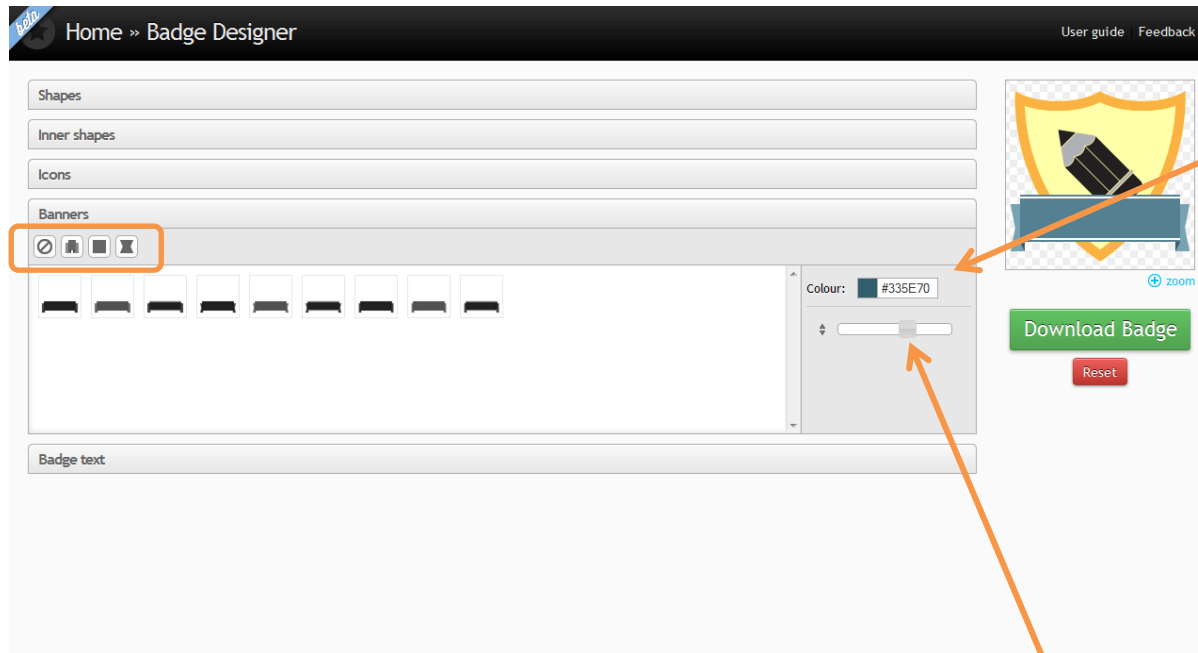 beta
Home » Badge Designer
User guide Feedback
Shapes
Inner shapes
Icons
Banners
Colour: #335E70
zoom
Download Badge
Reset
Badge text